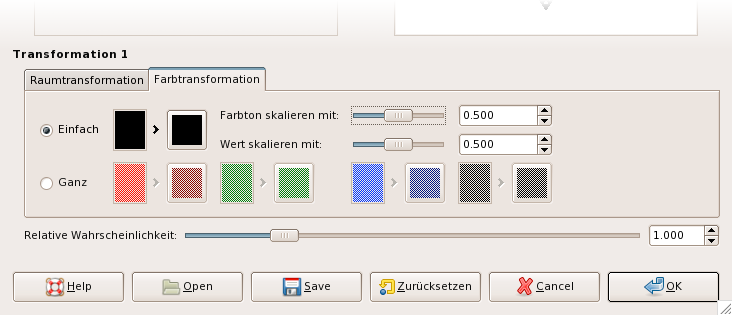 Transformation 1
Raumtransformation Farbtransformation
Einfach
Farbton skalieren mit: 0.500
Wert skalieren mit: 0.500
Ganz
Relative Wahrscheinlichkeit: 1.000
Help Open Save Zurücksetzen Cancel OK